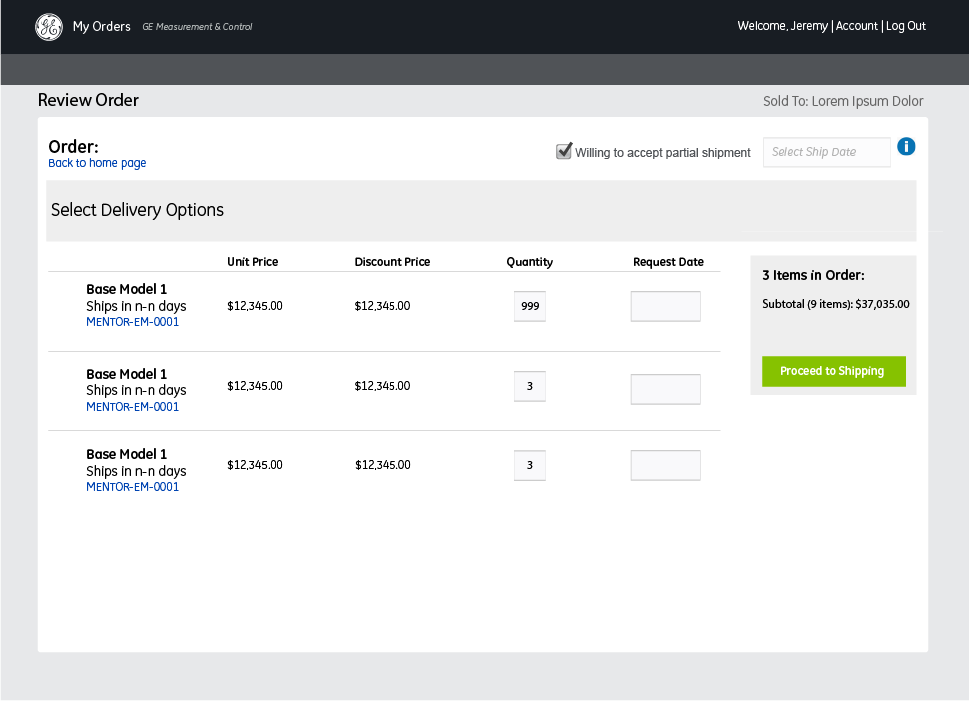 My Orders GE Measurement & Control Welcome, Jeremy | Account | Log Out
Review Order Sold To: Lorem Ipsum Dolor
Order:
Back to home page
Willing to accept partial shipment Select Ship Date i
Select Delivery Options
Unit Price Discount Price Quantity Request Date
Base Model 1
Ships in n-n days $12,345.00 $12,345.00 999
MENTOR-EM-0001
Base Model 1
Ships in n-n days $12,345.00 $12,345.00 3
MENTOR-EM-0001
Base Model 1
Ships in n-n days $12,345.00 $12,345.00 3
MENTOR-EM-0001
3 Items in Order:
Subtotal (9 items): $37,035.00
Proceed to Shipping